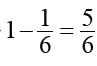 1 − 1/6 = 5/6